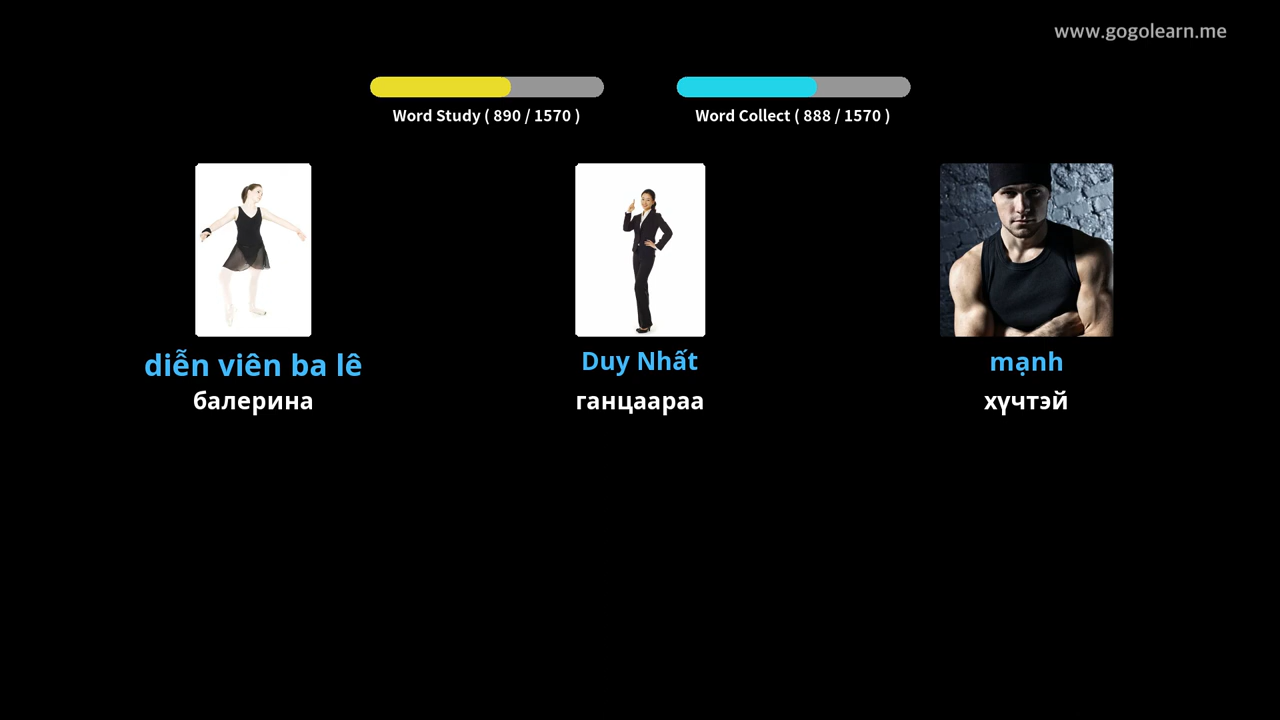 www.gogolearn.me
Word Study ( 890 / 1570 )
Word Collect ( 888 / 1570 )
diễn viên ba lê
балерина
Duy Nhất
ганцаараа
mạnh
хүчтэй